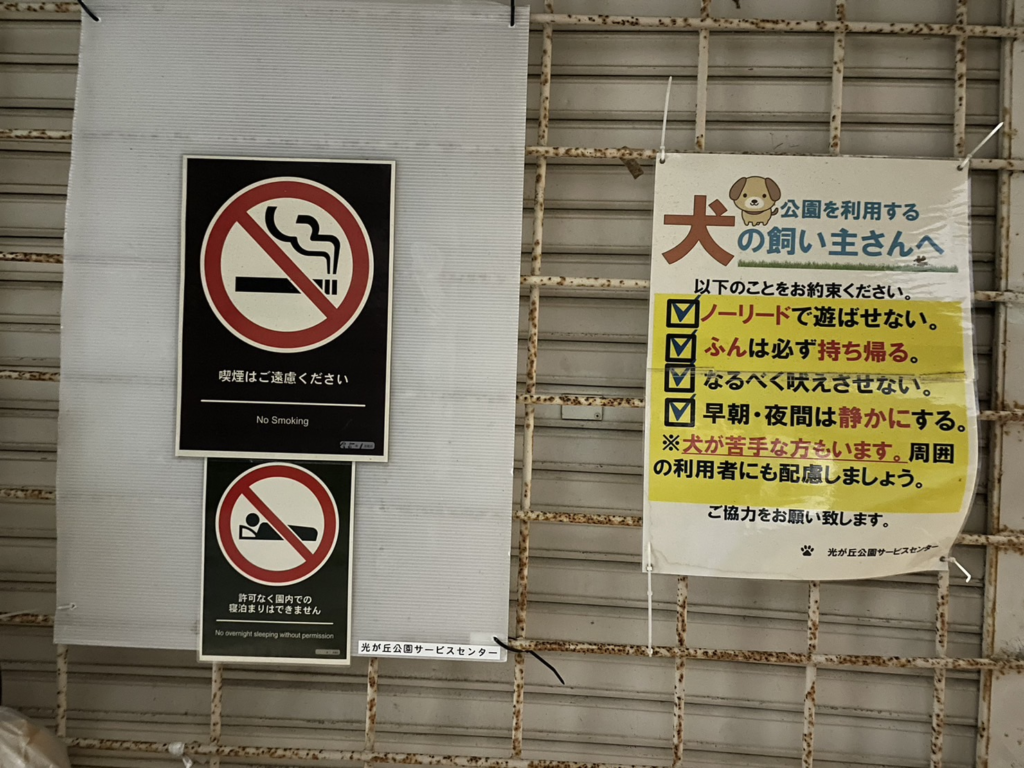 喫煙はご遠慮ください
No Smoking
許可なく園内での
寝泊まりはできません
No overnight sleeping without permission
光が丘公園サービスセンター
公園を利用する
犬の飼い主さんへ
以下のことをお約束ください。
ノーリードで遊ばせない。
ふんは必ず持ち帰る。
なるべく吠えさせない。
早朝・夜間は静かにする。
※犬が苦手な方もいます。周囲
の利用者にも配慮しましょう。
ご協力をお願い致します。
光が丘公園サービスセンター